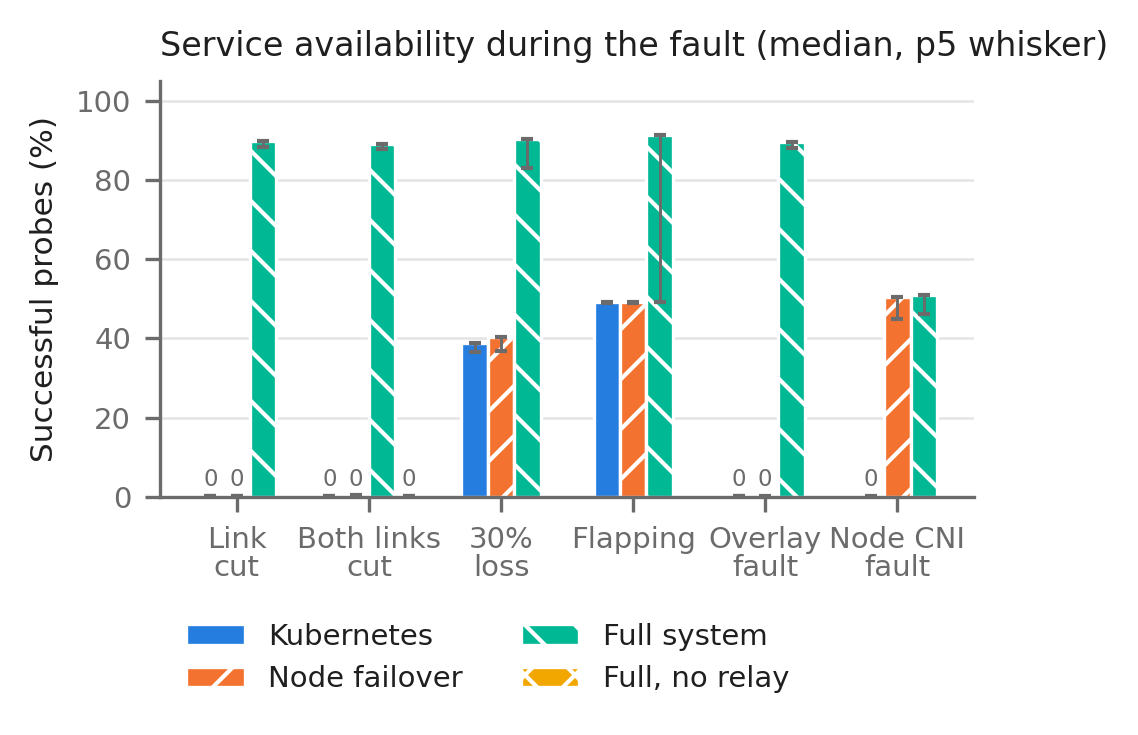 Service availability during the fault (median, p5 whisker)
Successful probes (%)
100
80
60
40
20
0
0 0
0 0 0
0 0
0
Link cut
Both links cut
30% loss
Flapping
Overlay fault
Node CNI fault
Kubernetes
Node failover
Full system
Full, no relay